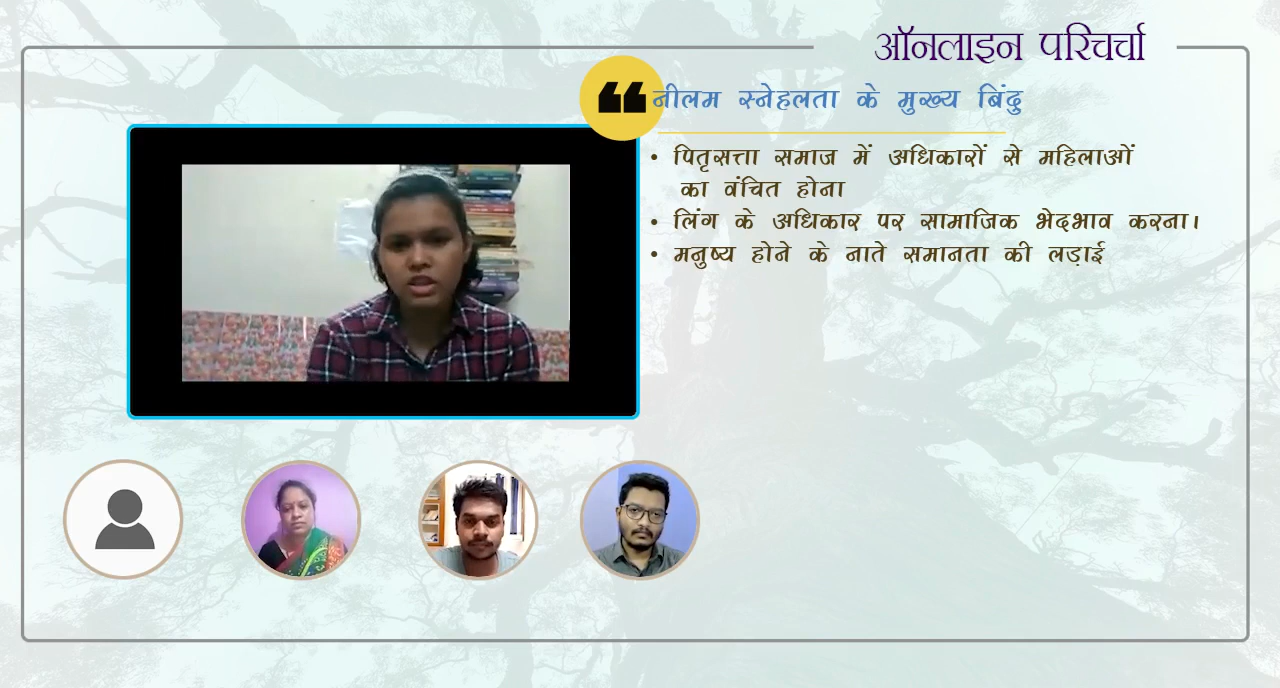 ऑनलाइन परिचर्चा
नीलम स्नेहलता के मुख्य बिंदु
• पितृसत्ता समाज में अधिकारों से महिलाओं
का वंचित होना
• लिंग के अधिकार पर सामाजिक भेदभाव करना।
• मनुष्य होने के नाते समानता की लड़ाई